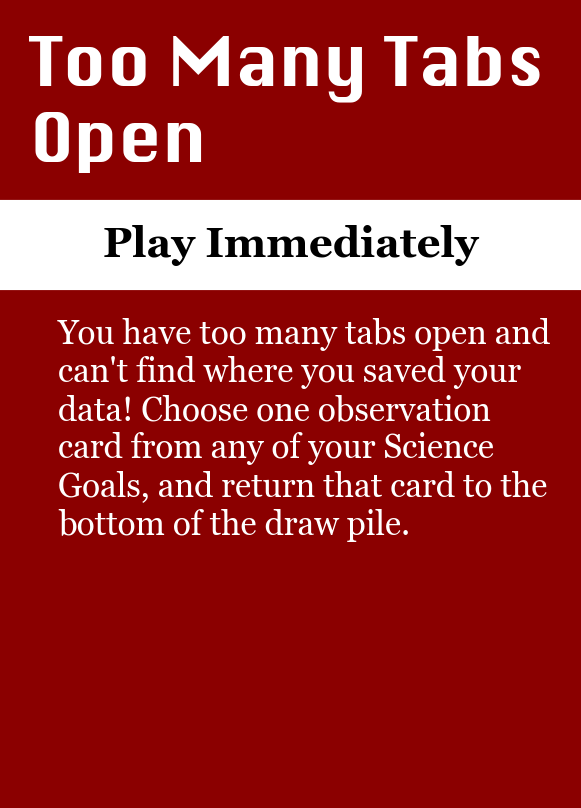 Too Many Tabs
Open
Play Immediately
You have too many tabs open and
can't find where you saved your
data! Choose one observation
card from any of your Science
Goals, and return that card to the
bottom of the draw pile.